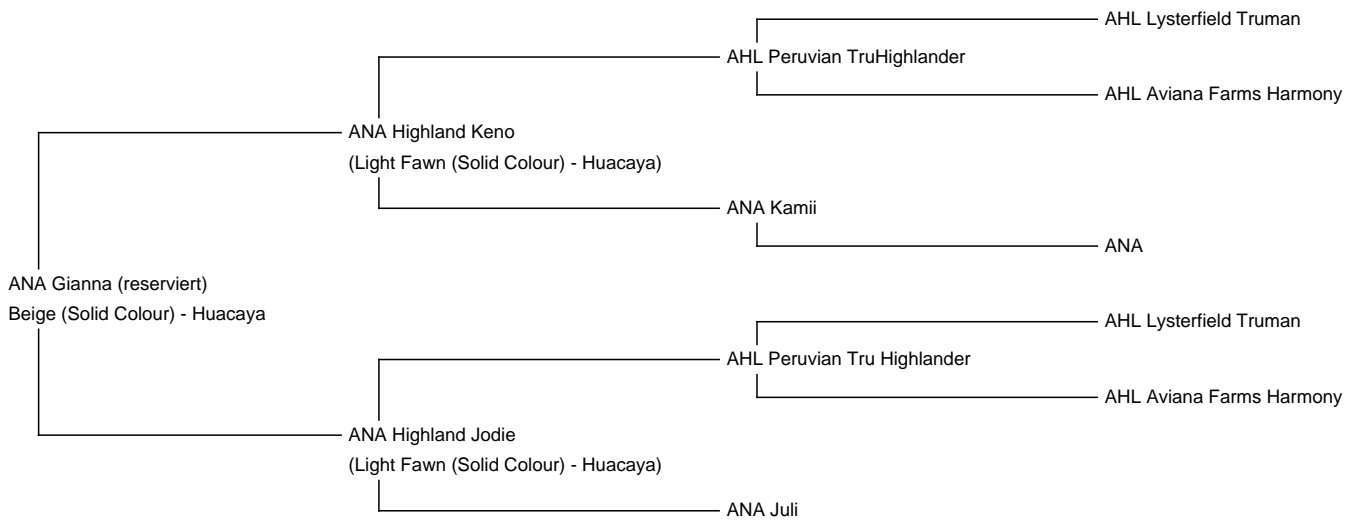 AHL Lysterfield Truman
AHL Peruvian TruHighlander
AHL Aviana Farms Harmony
ANA Highland Keno
(Light Fawn (Solid Colour) - Huacaya)
ANA Kamii
ANA
ANA Gianna (reserviert)
Beige (Solid Colour) - Huacaya
AHL Lysterfield Truman
AHL Peruvian Tru Highlander
AHL Aviana Farms Harmony
ANA Highland Jodie
(Light Fawn (Solid Colour) - Huacaya)
ANA Juli